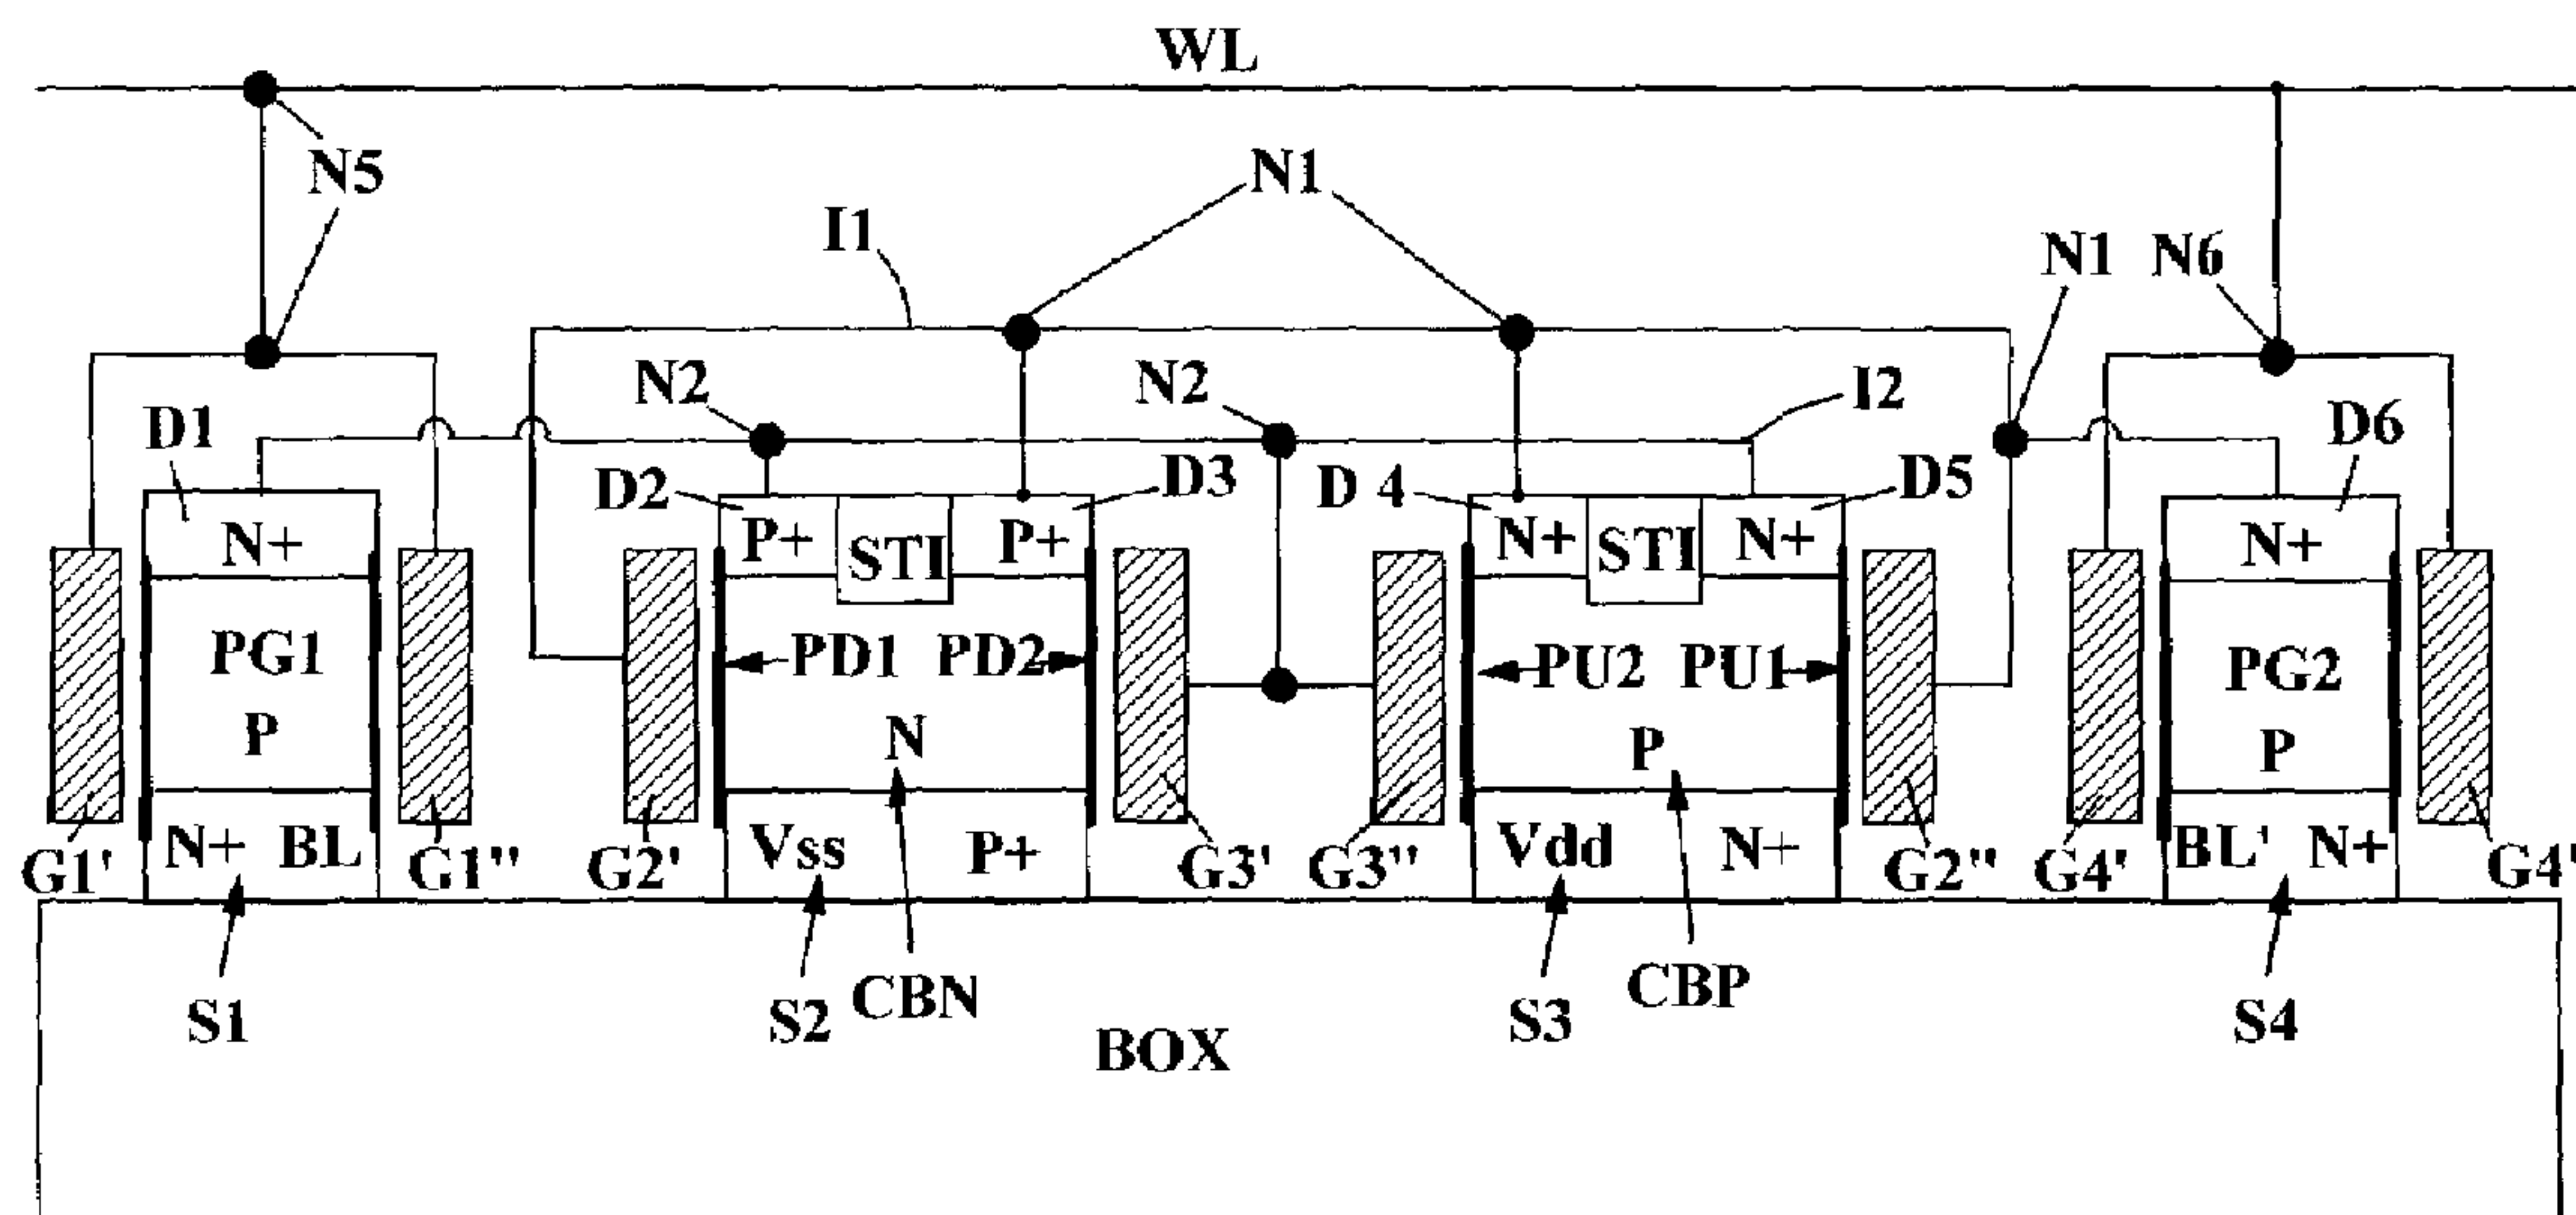 WL
N5
N1
I1
N1 N6
N2 N2 I2
D1 D6
D2 D3 D 4 D5
N+ P+ STI P+ N+ STI N+ N+
PG1 PD1 PD2 PU2 PU1 PG2
P N P P
N+ BL Vss P+ Vdd N+ BL' N+
G1' G1" G2' G3' G3" G2" G4' G4'
S1 S2 CBN S3 CBP S4
BOX